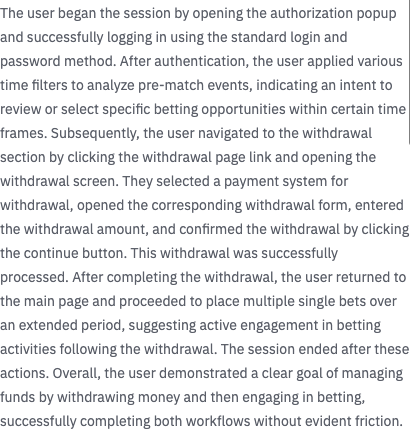 The user began the session by opening the authorization popup
and successfully logging in using the standard login and
password method. After authentication, the user applied various
time filters to analyze pre-match events, indicating an intent to
review or select specific betting opportunities within certain time
frames. Subsequently, the user navigated to the withdrawal
section by clicking the withdrawal page link and opening the
withdrawal screen. They selected a payment system for
withdrawal, opened the corresponding withdrawal form, entered
the withdrawal amount, and confirmed the withdrawal by clicking
the continue button. This withdrawal was successfully
processed. After completing the withdrawal, the user returned to
the main page and proceeded to place multiple single bets over
an extended period, suggesting active engagement in betting
activities following the withdrawal. The session ended after these
actions. Overall, the user demonstrated a clear goal of managing
funds by withdrawing money and then engaging in betting,
successfully completing both workflows without evident friction.